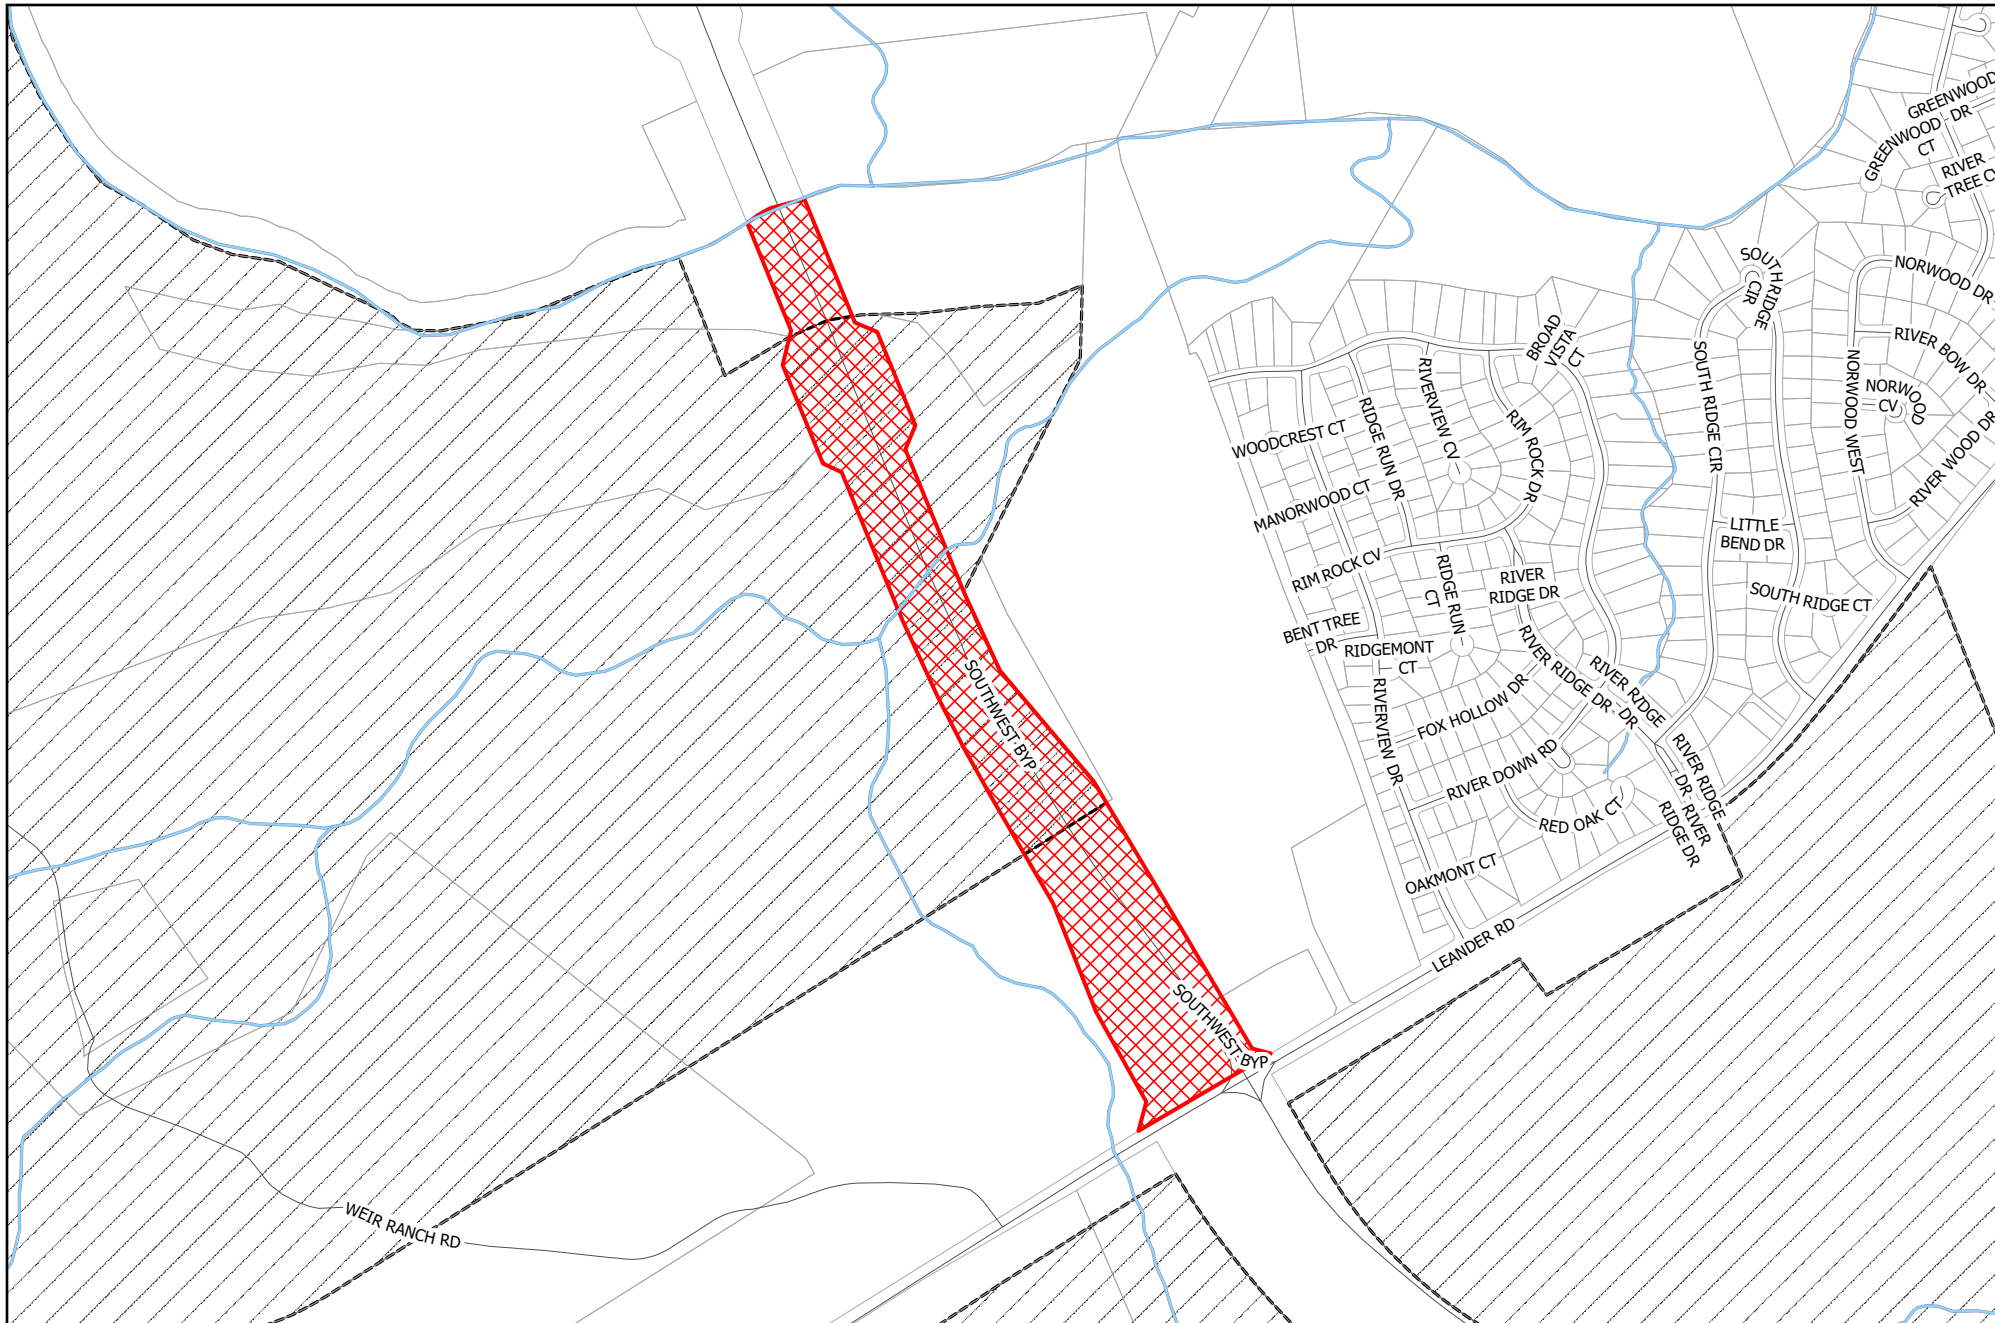 GREENWOOD
DR
GREENWOOD
CT
RIVER
TREE C
SOUTH RIDGE
CIR
NORWOOD DR
BROAD
VISTA
CT
RIVER BOW DR
SOUTH RIDGE CIR
NORWOOD WEST
NORWOOD
CV
RIVERVIEW CV
RIDGE RUN DR
RIM ROCK DR
WOODCREST CT
RIVER WOOD DR
MANORWOOD CT
LITTLE
BEND DR
RIM ROCK CV
RIDGE RUN
CT
RIVER
RIDGE DR
SOUTH RIDGE CT
BENT TREE
DR
RIDGEMONT
CT
RIVER RIDGE DR
RIVER RIDGE
DR
SOUTHWEST BYP
RIVERVIEW DR
FOX HOLLOW DR
RIVER DOWN RD
RIVER RIDGE
DR
RIVER
RIDGE DR
RED OAK CT
OAKMONT CT
LEANDER RD
SOUTHWEST BYP
WEIR RANCH RD